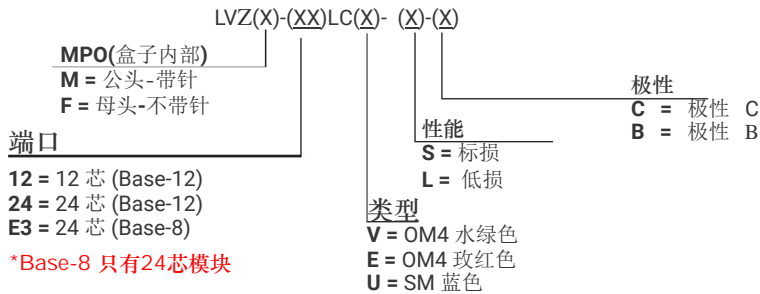 LVZ(X)-(XX)LC(X)- (X)-(X)
MPO(盒子内部)
M = 公头-带针
F = 母头-不带针
端口
12 = 12 芯 (Base-12)
24 = 24 芯 (Base-12)
E3 = 24 芯 (Base-8)
*Base-8 只有24芯模块
类型
V = OM4 水绿色
E = OM4 玫红色
U = SM 蓝色
性能
S = 标损
L = 低损
极性
C = 极性 C
B = 极性 B